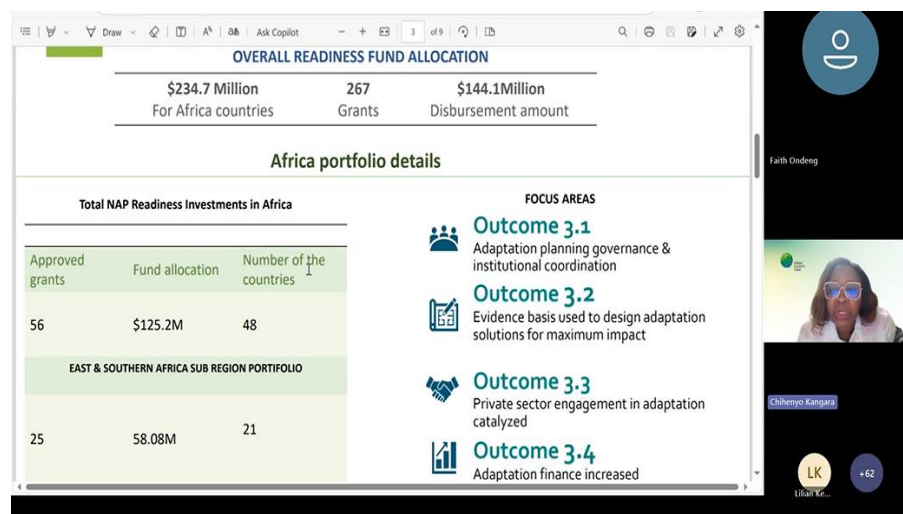 Draw
Ask Copilot
3
of 9
OVERALL READINESS FUND ALLOCATION
$234.7 Million
267
$144.1Million
For Africa countries
Grants
Disbursement amount
Africa portfolio details
Total NAP Readiness Investments in Africa
Approved
grants
Fund allocation
Number of the
countries
56
$125.2M
48
EAST & SOUTHERN AFRICA SUB REGION PORTIFOLIO
25
58.08M
21
FOCUS AREAS
Outcome 3.1
Adaptation planning governance &
institutional coordination
Outcome 3.2
Evidence basis used to design adaptation
solutions for maximum impact
Outcome 3.3
Private sector engagement in adaptation
catalyzed
Outcome 3.4
Adaptation finance increased
Faith Ondeng
Chihenyo Kangara
LK
+62
Lilian Ke...